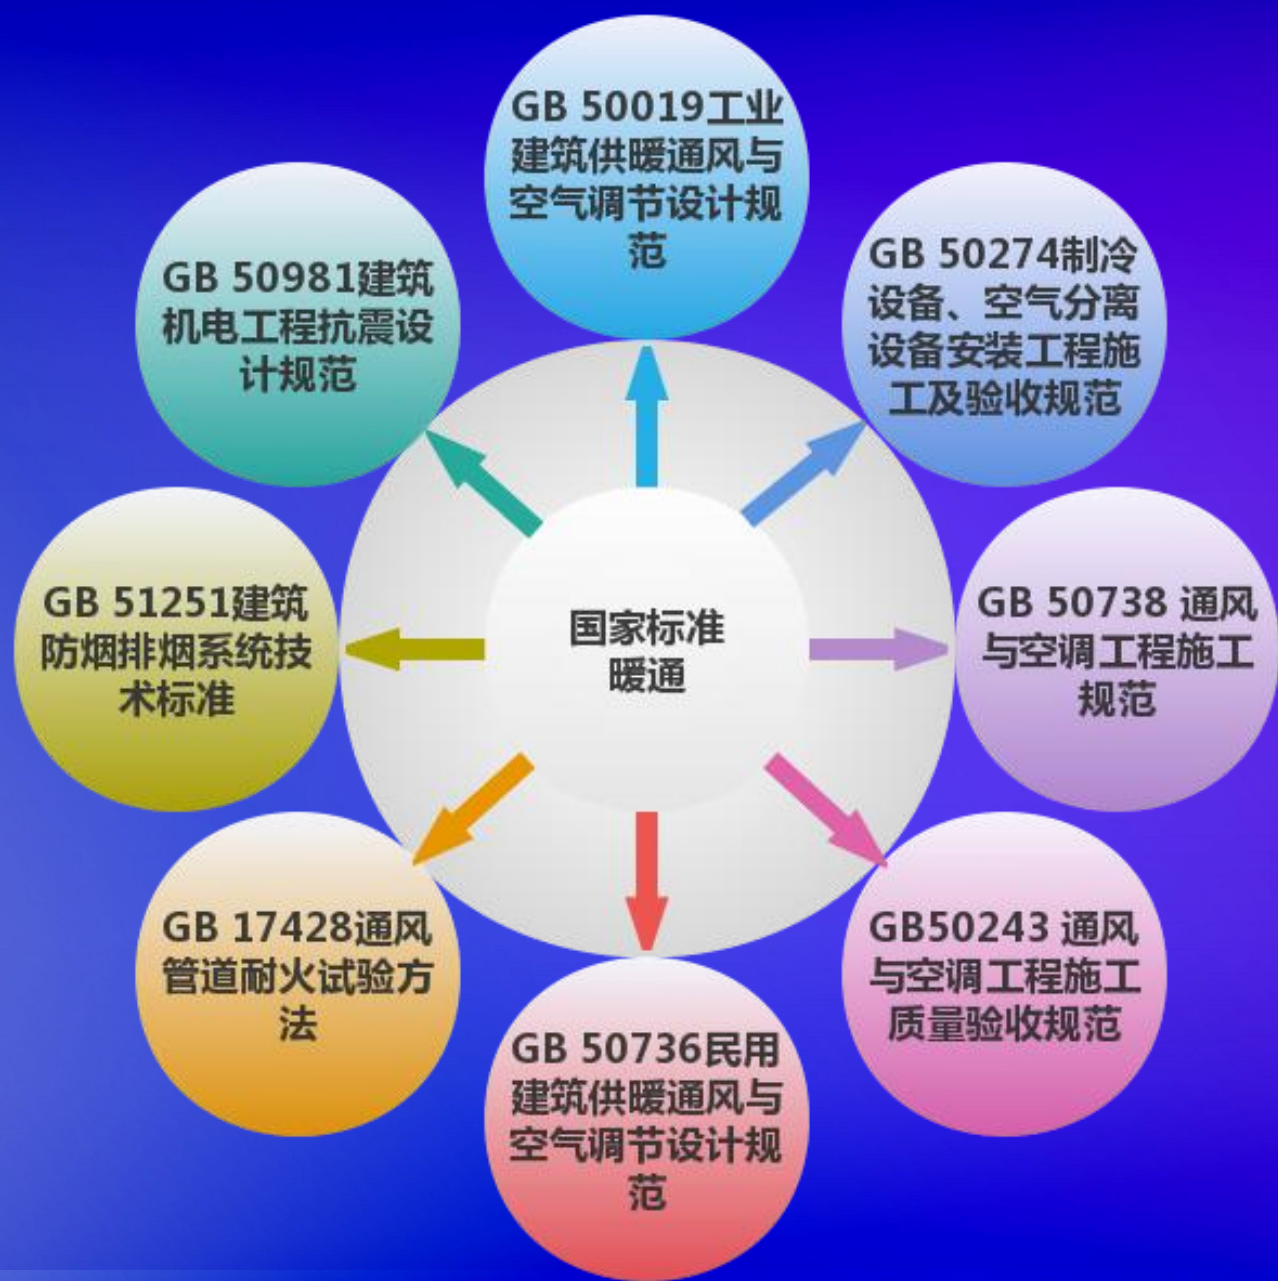 GB 50019工业
建筑供暖通风与
空气调节设计规
范
GB 50274制冷
设备、空气分离
设备安装工程施
工及验收规范
GB 50738 通风
与空调工程施工
规范
GB50243 通风
与空调工程施工
质量验收规范
GB 50736民用
建筑供暖通风与
空气调节设计规
范
GB 17428通风
管道耐火试验方
法
GB 51251建筑
防烟排烟系统技
术标准
GB 50981建筑
机电工程抗震设
计规范
国家标准
暖通